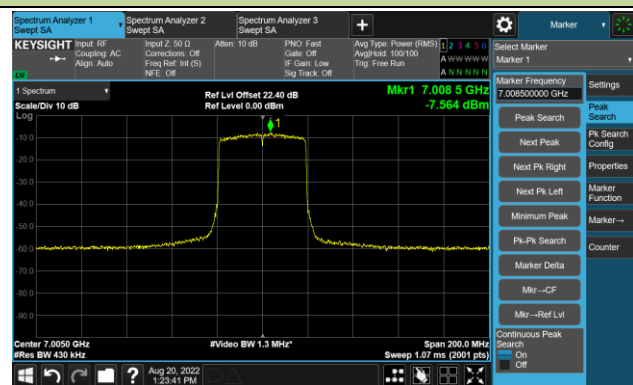 Spectrum Analyzer 1
Swept SA
Spectrum Analyzer 2
Swept SA
Spectrum Analyzer 3
Swept SA
+
Marker
KEYSIGHT
Input: RF
Coupling: AC
Align: Auto
Input Z: 50 Ω
Corrections: Off
Freq Ref: Int (S)
NFE: Off
Atten: 10 dB
PNO: Fast
Gate: Off
IF Gain: Low
Sig Track: Off
Avg Type: Power (RMS)
Avg|Hold: 100/100
Trig: Free Run
1 2 3 4 5 6
A W W W W W
A N N N N N
LW
Select Marker
Marker 1
1 Spectrum
Scale/Div 10 dB
Log
Ref Lvl Offset 22.40 dB
Ref Level 0.00 dBm
Mkr1 7.008 5 GHz
-7.564 dBm
1
-10.0
-20.0
-30.0
-40.0
-50.0
-60.0
-70.0
-80.0
-90.0
Center 7.0050 GHz
#Res BW 430 kHz
#Video BW 1.3 MHz*
Span 200.0 MHz
Sweep 1.07 ms (2001 pts)
Marker Frequency
7.008500000 GHz
Peak Search
Next Peak
Next Pk Right
Next Pk Left
Minimum Peak
Pk-Pk Search
Marker Delta
Mkr→CF
Mkr→Ref Lvl
Continuous Peak
Search
On
Off
Settings
Peak
Search
Pk Search
Config
Properties
Marker
Function
Marker→
Counter
?
Aug 20, 2022
1:23:41 PM